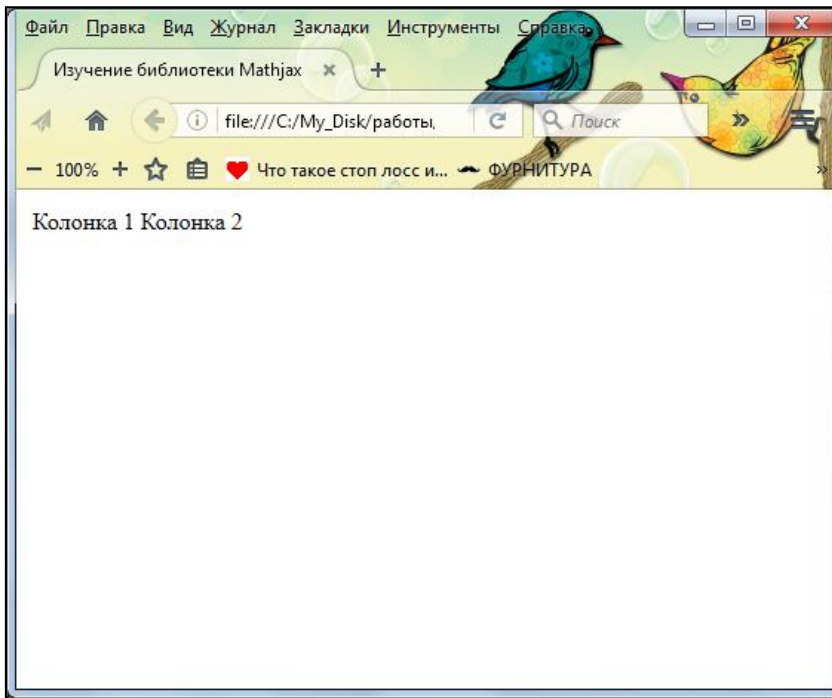 Файл Правка Вид Журнал Закладки Инструменты Справка
Изучение библиотеки Mathjax
file:///C:/My_Disk/работы, Поиск
100% Что такое стоп лосс и... ФУРНИТУРА
Колонка 1 Колонка 2